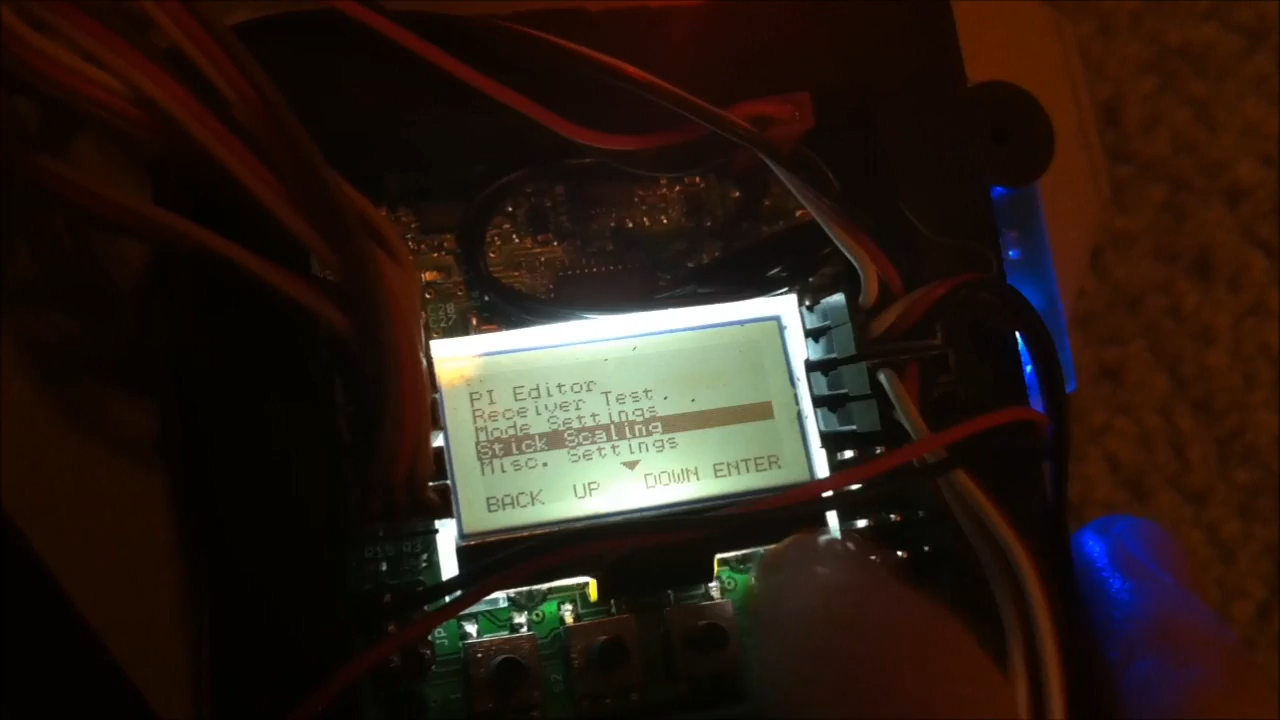 PI Editor
Receiver Test.
Mode Settings
Stick Scaling
Misc. Settings
BACK UP DOWN ENTER